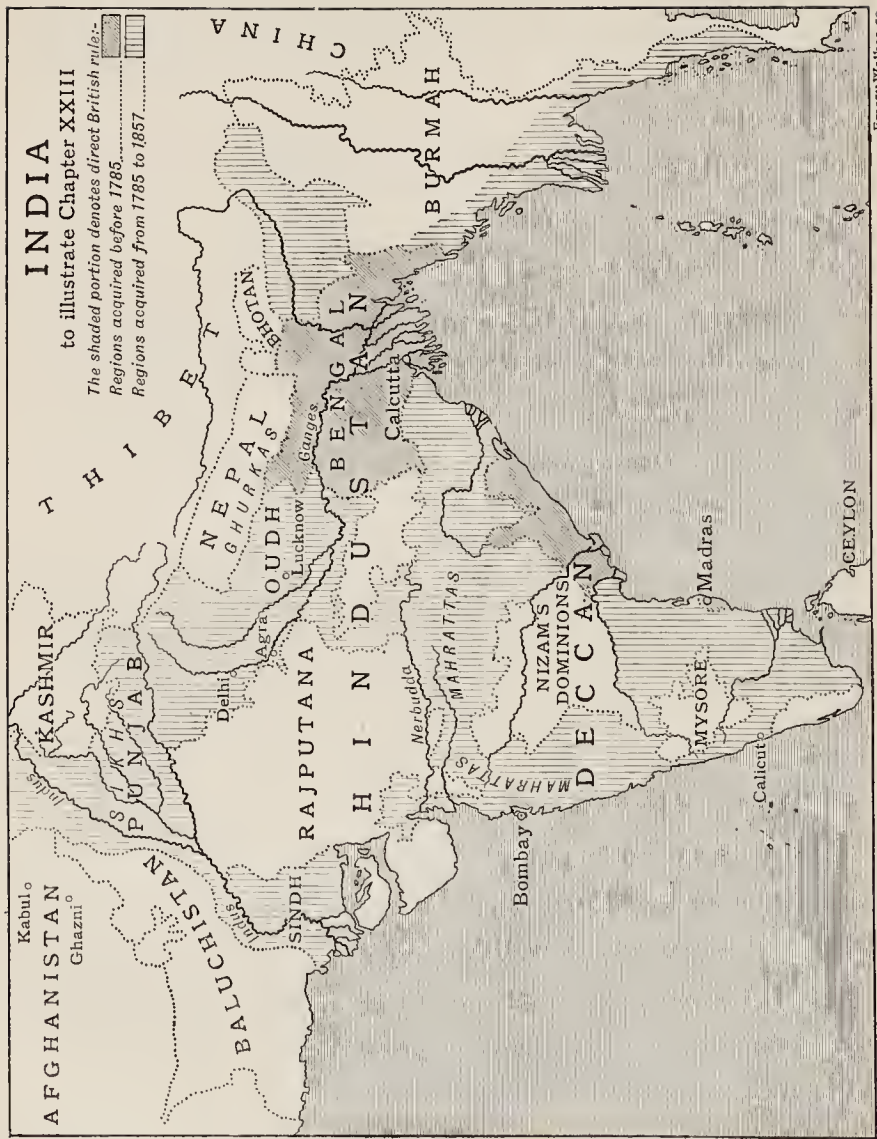 INDIA
to illustrate Chapter XXIII
The shaded portion denotes direct British rule:-
Regions acquired before 1785
Regions acquired from 1785 to 1857
AFGHANISTAN
Kabul
Ghazni
BALUCHISTAN
KASHMIR
Indus
SIKHS
PUNJAB
THIBET
CHINA
NEPAL
GHURKAS
BHOTAN
Delhi
Agra
OUDH
Lucknow
Ganges
RAJPUTANA
Indus
SINDH
HINDUSTAN
BENGAL
Calcutta
BURMAH
Nerbudda
MAHRATTAS
MAHRATTAS
Bombay
NIZAM'S
DOMINIONS
DECCAN
MYSORE
Madras
Calicut
CEYLON